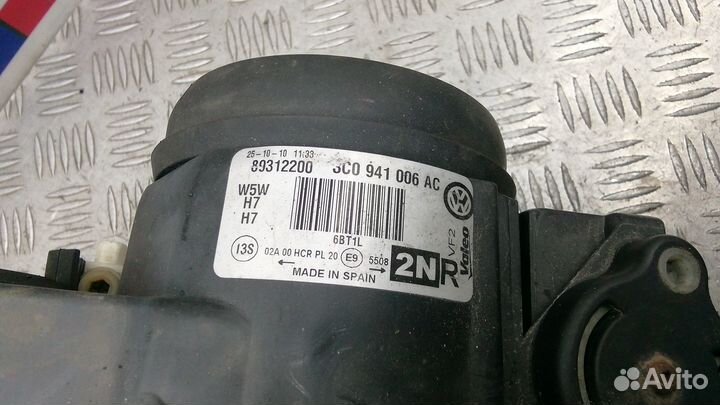 25-10-10 11:33
89312200 3C0 941 006 AC
W5W
H7
H7
6BT1L
13S 02A 00 HCR PL 20 E9 5508
MADE IN SPAIN
2N R
VF2
Valeo
Avito